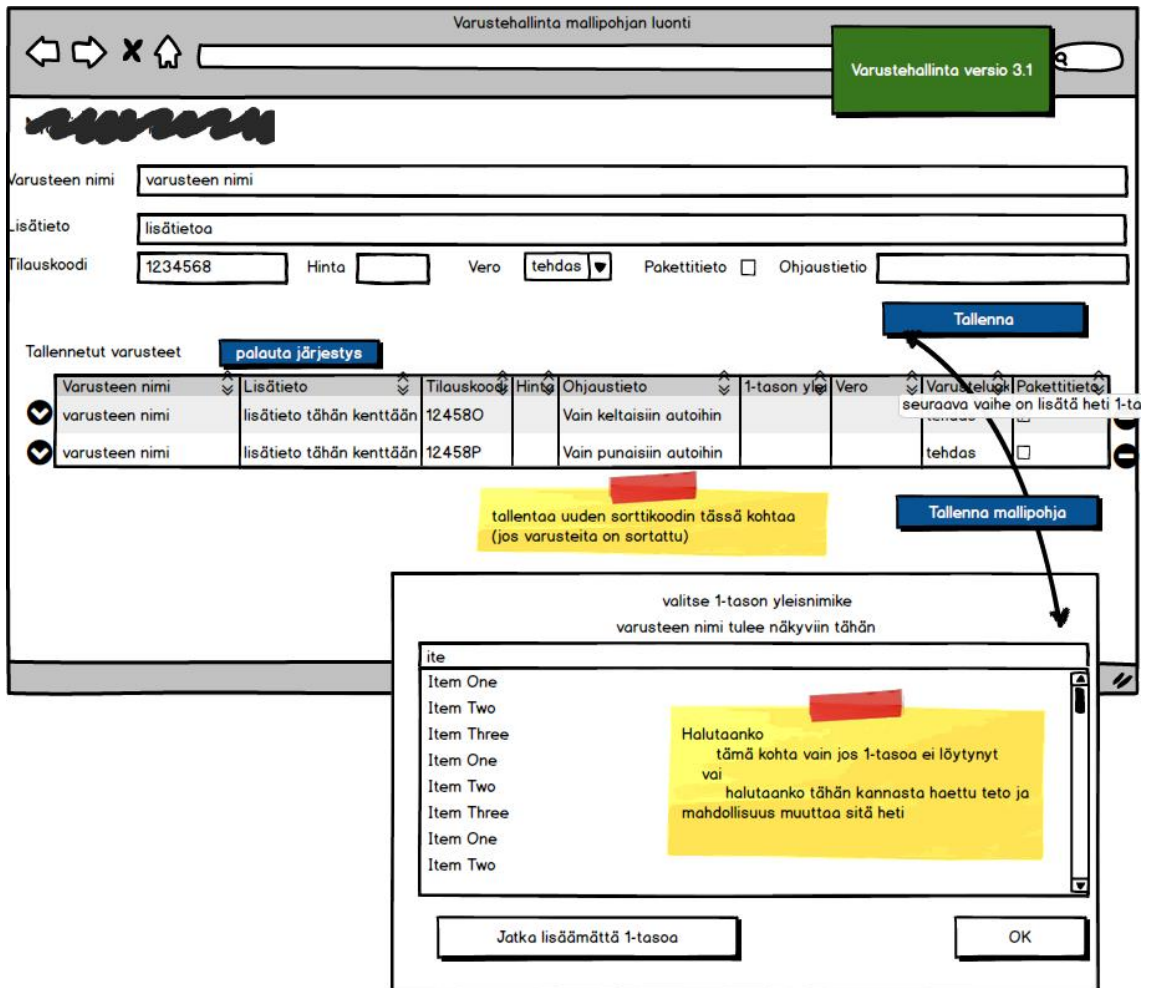 Varustehallinta mallipohjan luonti
Varustehallinta versio 3.1
Varusteen nimi varusteen nimi
Lisätieto lisätietoa
Tilauskoodi 1234568 Hinta Vero tehdas Pakettitieto Ohjaustietio
Tallenna
Tallennetut varusteet palauta järjestys
Varusteen nimi Lisätieto Tilauskoodi Hinta Ohjaustieto 1-tason ylei Vero Varusteluok Pakettitieto
seuraava vaihe on lisätä heti 1-ta
varusteen nimi lisätieto tähän kenttään 12458O Vain keltaisiin autoihin tehdas
varusteen nimi lisätieto tähän kenttään 12458P Vain punaisiin autoihin tehdas
tallentaa uuden sorttikoodin tässä kohtaa
(jos varusteita on sortattu)
Tallenna mallipohja
valitse 1-tason yleisnimike
varusteen nimi tulee näkyviin tähän
ite
Item One
Item Two
Item Three
Item One
Item Two
Item Three
Item One
Item Two
Halutaanko
tämä kohta vain jos 1-tasoa ei löytynyt
vai
halutaanko tähän kannasta haettu teto ja
mahdollisuus muuttaa sitä heti
Jatka lisäämättä 1-tasoa
OK